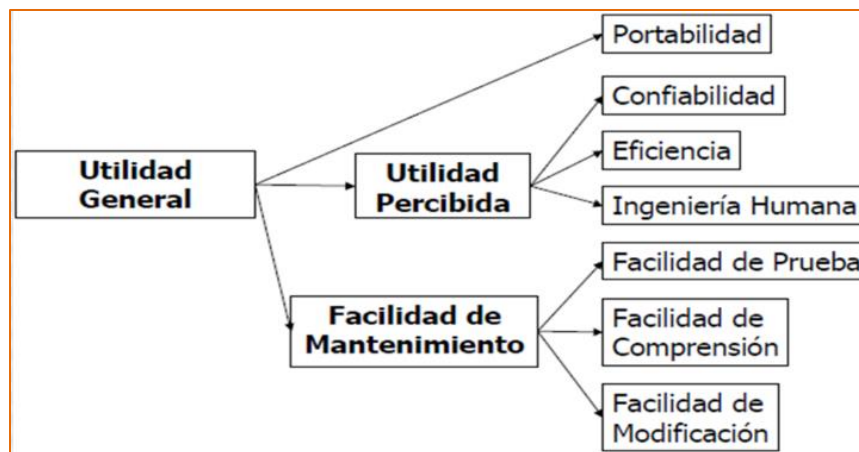 Portabilidad
Confiabilidad
Utilidad
General
Utilidad
Percibida
Eficiencia
Ingeniería Humana
Facilidad de Prueba
Facilidad de
Mantenimiento
Facilidad de
Comprensión
Facilidad de
Modificación